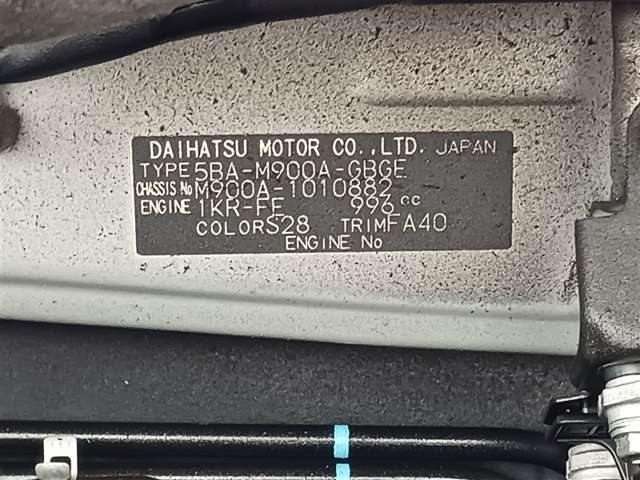 DAIHATSU MOTOR CO.,LTD. JAPAN
TYPE 5BA-M900A-GBGE
CHASSIS No M900A-1010882
ENGINE 1KR-FE 996cc
COLOR S28 TRIM FA40
ENGINE No